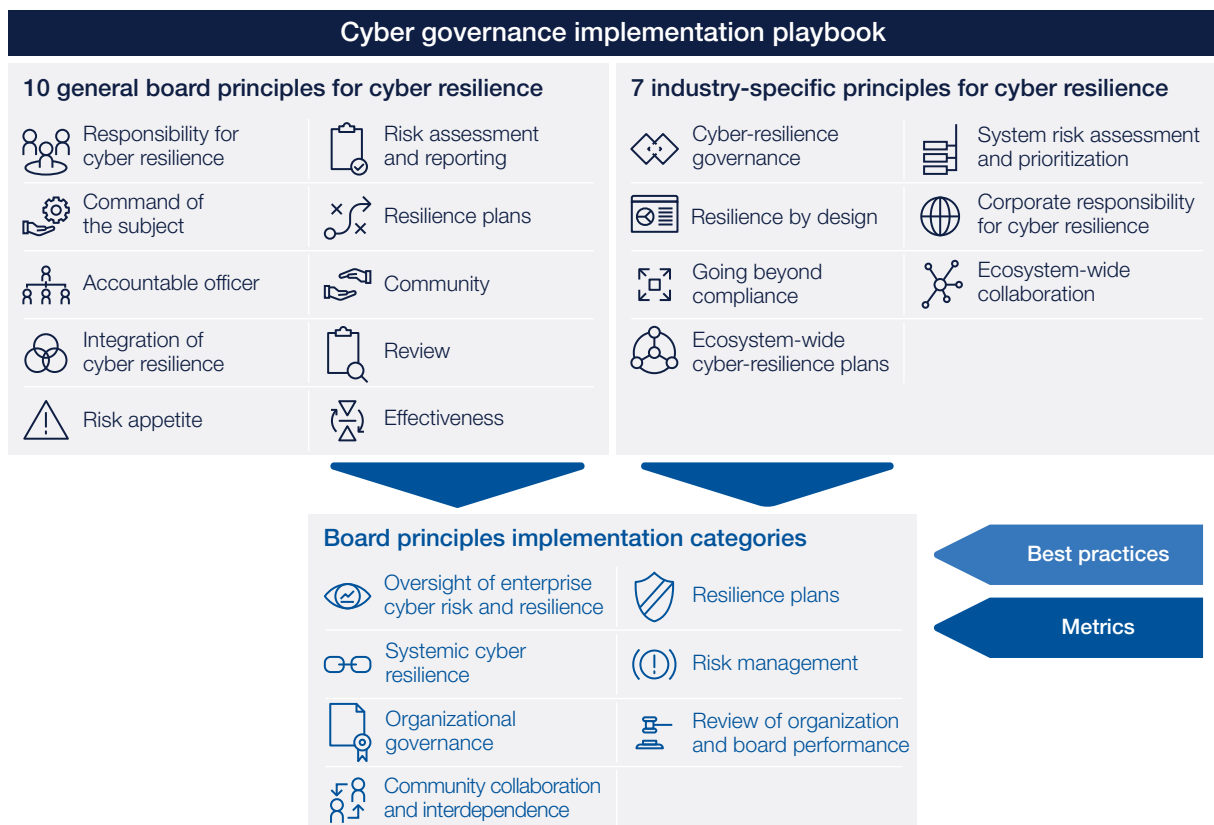 Cyber governance implementation playbook
10 general board principles for cyber resilience
Responsibility for
cyber resilience
Risk assessment
and reporting
Command of
the subject
Resilience plans
Accountable officer
Community
Integration of
cyber resilience
Review
Risk appetite
Effectiveness
7 industry-specific principles for cyber resilience
Cyber-resilience
governance
System risk assessment
and prioritization
Resilience by design
Corporate responsibility
for cyber resilience
Going beyond
compliance
Ecosystem-wide
collaboration
Ecosystem-wide
cyber-resilience plans
Board principles implementation categories
Oversight of enterprise
cyber risk and resilience
Resilience plans
Systemic cyber
resilience
Risk management
Organizational
governance
Review of organization
and board performance
Community collaboration
and interdependence
Best practices
Metrics